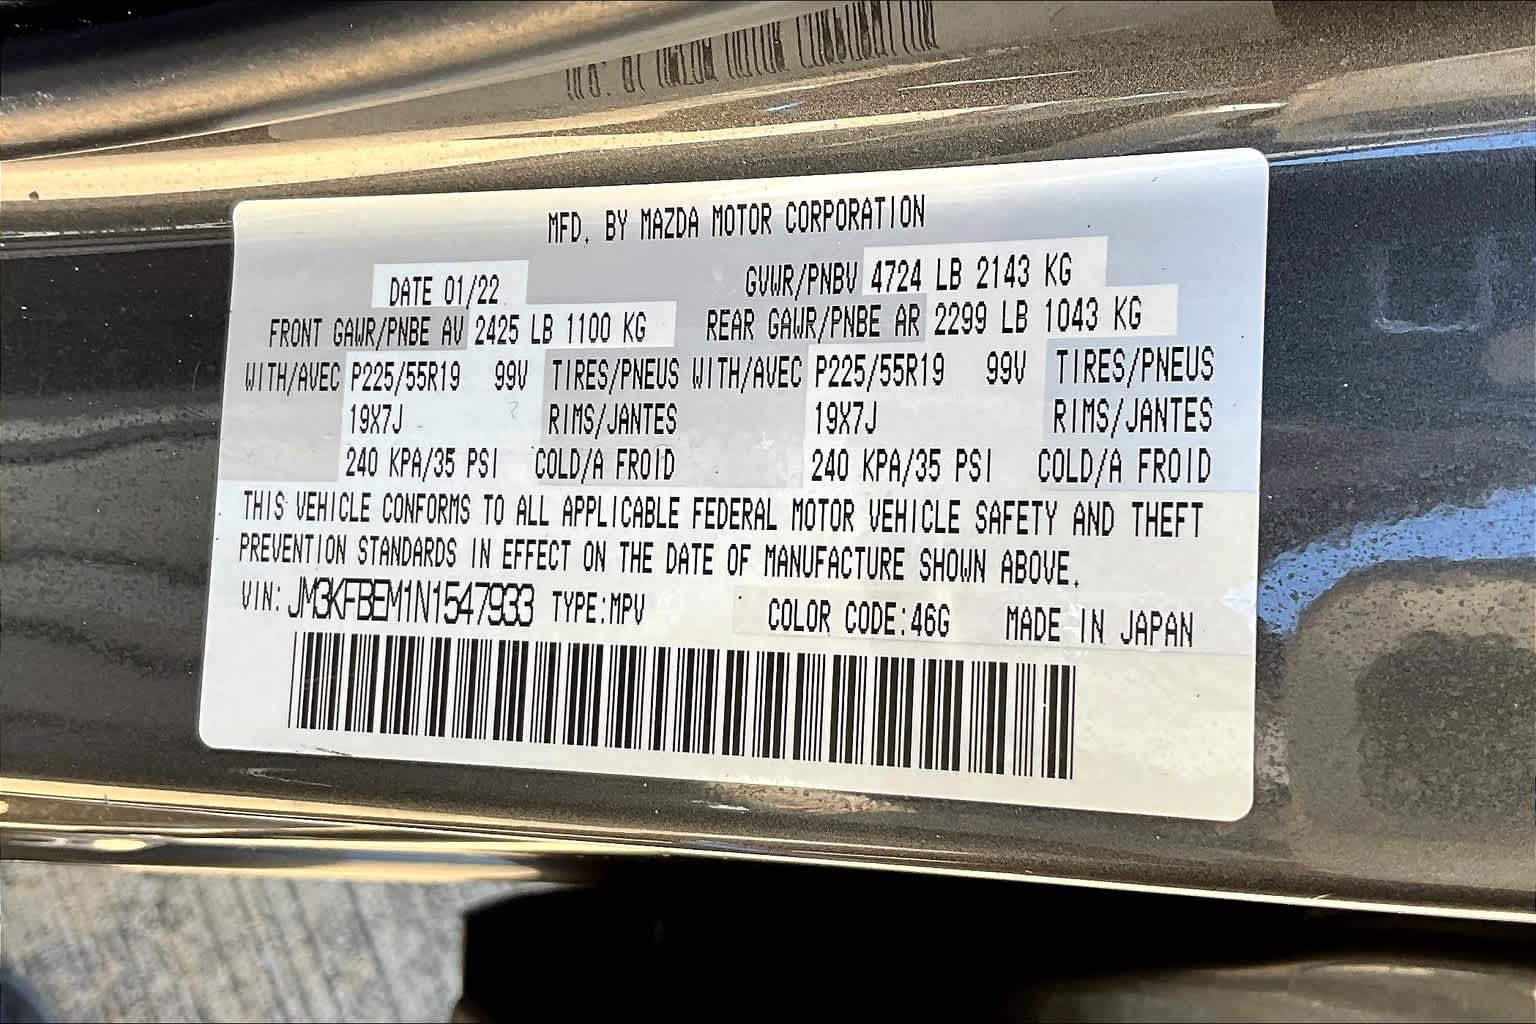 MFD. BY MAZDA MOTOR CORPORATION
DATE 01/22 GVWR/PNBV 4724 LB 2143 KG
FRONT GAWR/PNBE AV 2425 LB 1100 KG REAR GAWR/PNBE AR 2299 LB 1043 KG
WITH/AVEC P225/55R19 99V TIRES/PNEUS WITH/AVEC P225/55R19 99V TIRES/PNEUS
19X7J RIMS/JANTES 19X7J RIMS/JANTES
240 KPA/35 PSI COLD/A FROID 240 KPA/35 PSI COLD/A FROID
THIS VEHICLE CONFORMS TO ALL APPLICABLE FEDERAL MOTOR VEHICLE SAFETY AND THEFT
PREVENTION STANDARDS IN EFFECT ON THE DATE OF MANUFACTURE SHOWN ABOVE.
VIN: JM3KFBEM1N1547933 TYPE:MPV COLOR CODE:46G MADE IN JAPAN